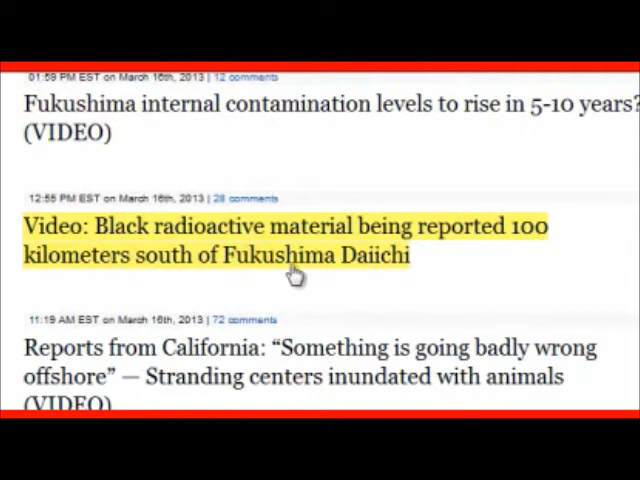 01:59 PM EST on March 16th, 2013 | 12 comments
Fukushima internal contamination levels to rise in 5-10 years?
(VIDEO)
12:55 PM EST on March 16th, 2013 | 28 comments
Video: Black radioactive material being reported 100
kilometers south of Fukushima Daiichi
11:19 AM EST on March 16th, 2013 | 72 comments
Reports from California: “Something is going badly wrong
offshore” — Stranding centers inundated with animals
(VIDEO)